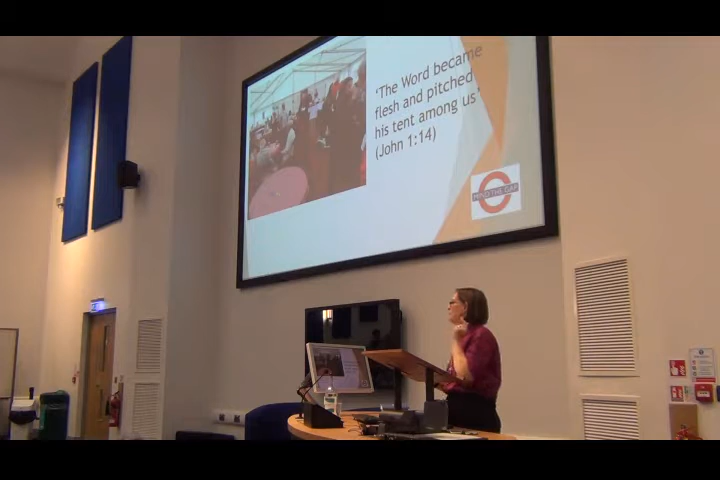 ‘The Word became
flesh and pitched
his tent among us’
(John 1:14)
MIND THE GAP